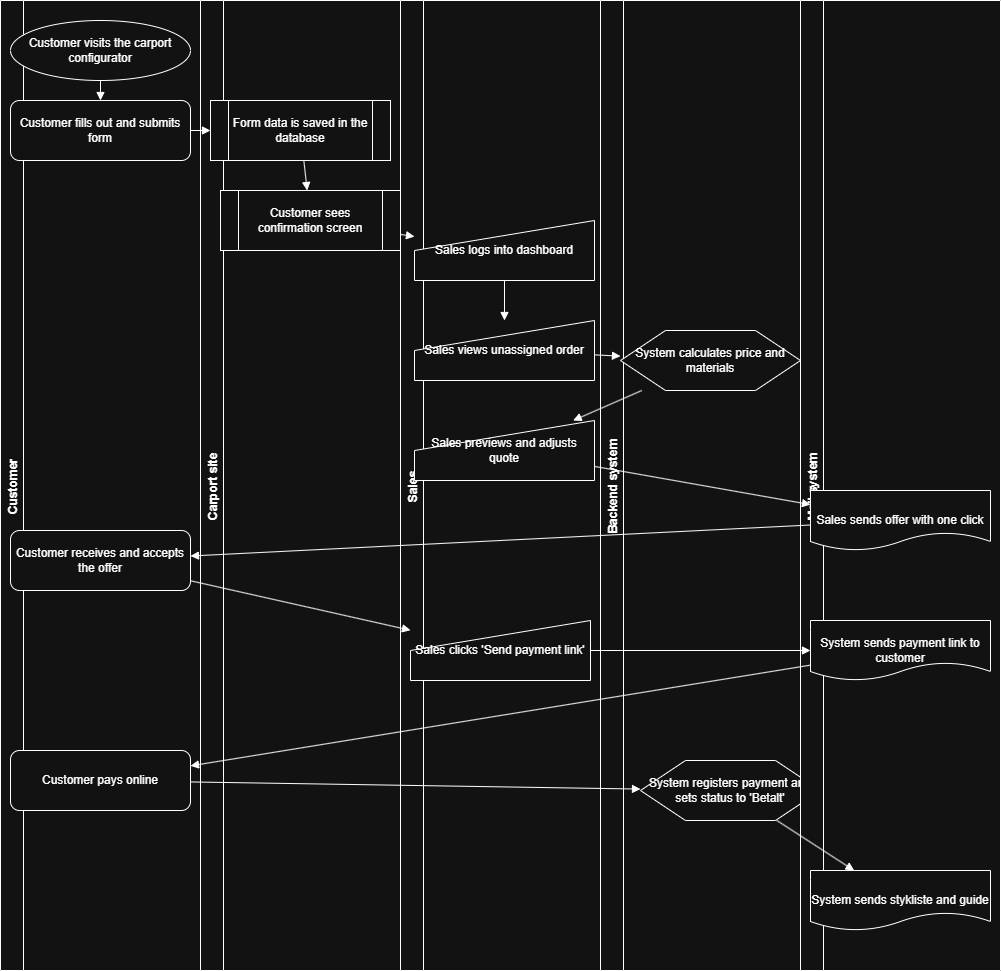 Customer visits the carport
configurator
Customer fills out and submits
form
Form data is saved in the
database
Customer sees
confirmation screen
Sales logs into dashboard
Sales views unassigned order
System calculates price and
materials
Sales previews and adjusts
quote
Customer
Carport site
Sales
Backend system
Sales sends offer with one click
Customer receives and accepts
the offer
Sales clicks 'Send payment link'
System sends payment link to
customer
Customer pays online
System registers payment
sets status to 'Betalt'
System sends stykliste and guide